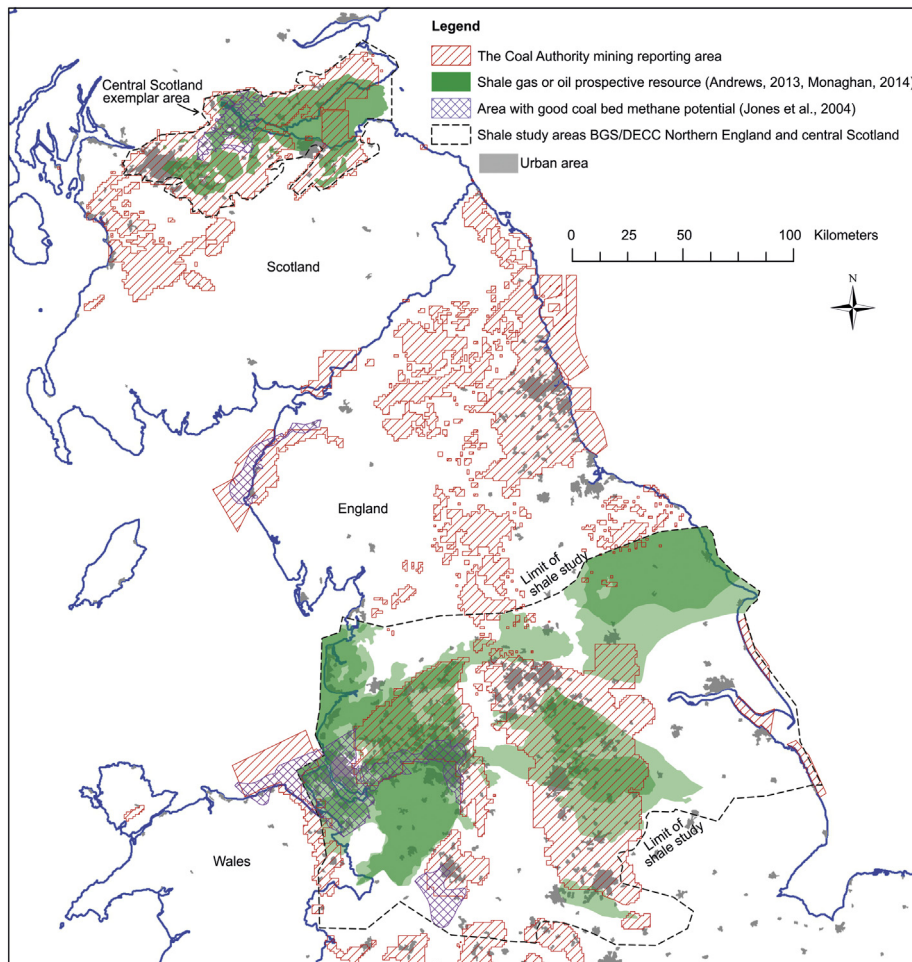 Legend
The Coal Authority mining reporting area
Shale gas or oil prospective resource (Andrews, 2013, Monaghan, 2014)
Area with good coal bed methane potential (Jones et al., 2004)
Shale study areas BGS/DECC Northern England and central Scotland
Urban area
Central Scotland
exemplar area
0 25 50 100 Kilometers
Scotland
N
England
Limit of
shale study
Limit of
shale study
Wales